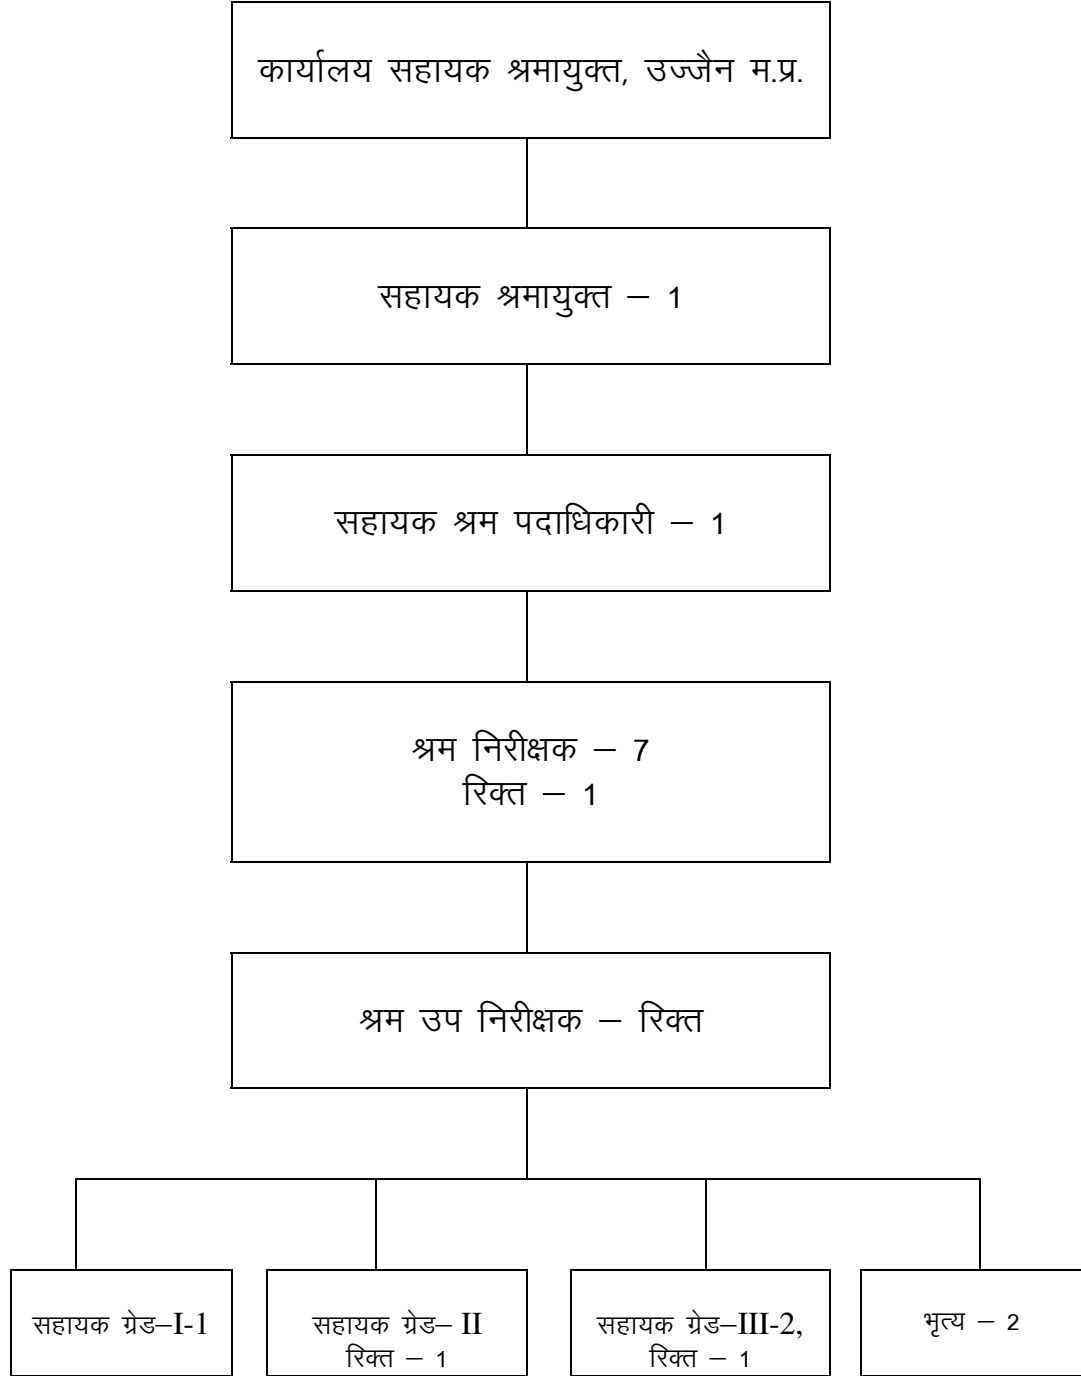 कार्यालय सहायक श्रमायुक्त, उज्जैन म.प्र.
सहायक श्रमायुक्त – 1
सहायक श्रम पदाधिकारी – 1
श्रम निरीक्षक – 7
रिक्त – 1
श्रम उप निरीक्षक – रिक्त
सहायक ग्रेड–I-1
सहायक ग्रेड– II
रिक्त – 1
सहायक ग्रेड–III-2,
रिक्त – 1
भृत्य – 2